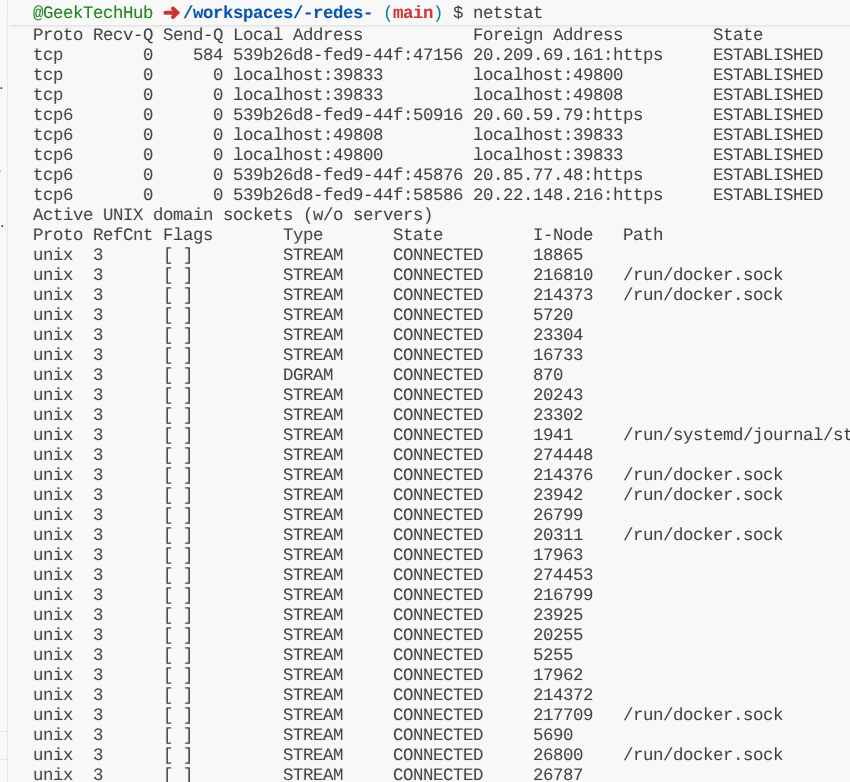 @GeekTechHub ➜ /workspaces/-redes- (main) $ netstat
Proto Recv-Q Send-Q Local Address           Foreign Address         State
tcp        0    584 539b26d8-fed9-44f:47156 20.209.69.161:https     ESTABLISHED
tcp        0      0 localhost:39833         localhost:49800         ESTABLISHED
tcp        0      0 localhost:39833         localhost:49808         ESTABLISHED
tcp6       0      0 539b26d8-fed9-44f:50916 20.60.59.79:https       ESTABLISHED
tcp6       0      0 localhost:49808         localhost:39833         ESTABLISHED
tcp6       0      0 localhost:49800         localhost:39833         ESTABLISHED
tcp6       0      0 539b26d8-fed9-44f:45876 20.85.77.48:https       ESTABLISHED
tcp6       0      0 539b26d8-fed9-44f:58586 20.22.148.216:https     ESTABLISHED
Active UNIX domain sockets (w/o servers)
Proto RefCnt Flags       Type       State         I-Node   Path
unix  3      [ ]         STREAM     CONNECTED     18865
unix  3      [ ]         STREAM     CONNECTED     216810   /run/docker.sock
unix  3      [ ]         STREAM     CONNECTED     214373   /run/docker.sock
unix  3      [ ]         STREAM     CONNECTED     5720
unix  3      [ ]         STREAM     CONNECTED     23304
unix  3      [ ]         STREAM     CONNECTED     16733
unix  3      [ ]         DGRAM      CONNECTED     870
unix  3      [ ]         STREAM     CONNECTED     20243
unix  3      [ ]         STREAM     CONNECTED     23302
unix  3      [ ]         STREAM     CONNECTED     1941     /run/systemd/journal/st
unix  3      [ ]         STREAM     CONNECTED     274448
unix  3      [ ]         STREAM     CONNECTED     214376   /run/docker.sock
unix  3      [ ]         STREAM     CONNECTED     23942    /run/docker.sock
unix  3      [ ]         STREAM     CONNECTED     26799
unix  3      [ ]         STREAM     CONNECTED     20311    /run/docker.sock
unix  3      [ ]         STREAM     CONNECTED     17963
unix  3      [ ]         STREAM     CONNECTED     274453
unix  3      [ ]         STREAM     CONNECTED     216799
unix  3      [ ]         STREAM     CONNECTED     23925
unix  3      [ ]         STREAM     CONNECTED     20255
unix  3      [ ]         STREAM     CONNECTED     5255
unix  3      [ ]         STREAM     CONNECTED     17962
unix  3      [ ]         STREAM     CONNECTED     214372
unix  3      [ ]         STREAM     CONNECTED     217709   /run/docker.sock
unix  3      [ ]         STREAM     CONNECTED     5690
unix  3      [ ]         STREAM     CONNECTED     26800    /run/docker.sock
unix  3      [ ]         STREAM     CONNECTED     26787